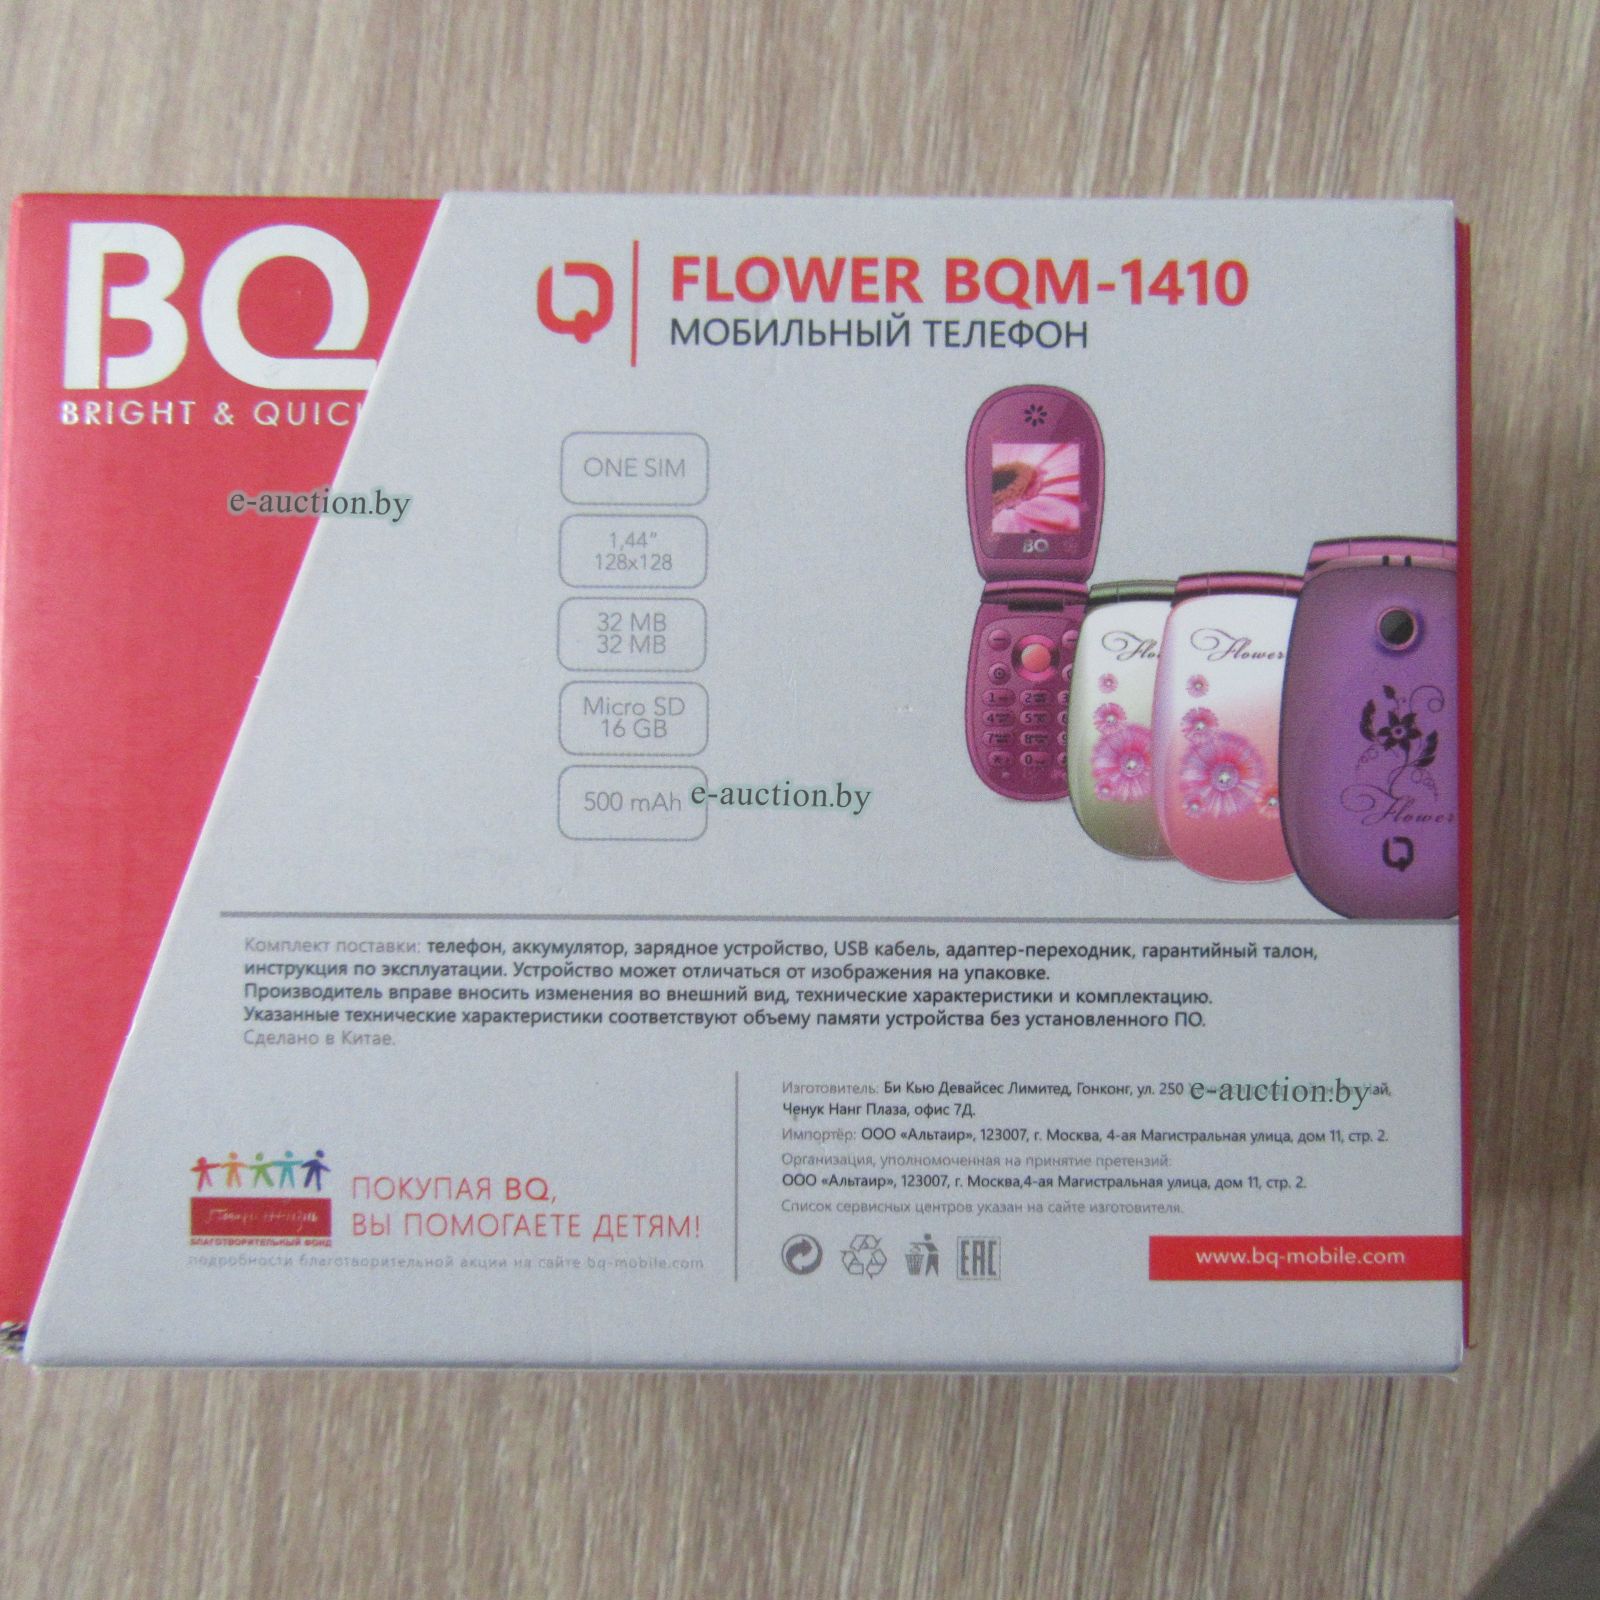 BQ
BRIGHT & QUIC
FLOWER BQM-1410
МОБИЛЬНЫЙ ТЕЛЕФОН
ONE SIM
1,44"
128x128
32 MB
32 MB
Micro SD
16 GB
500 mAh
e-auction.by
e-auction.by
BQ
Flower
Flower
Комплект поставки: телефон, аккумулятор, зарядное устройство, USB кабель, адаптер-переходник, гарантийный талон,
инструкция по эксплуатации. Устройство может отличаться от изображения на упаковке.
Производитель вправе вносить изменения во внешний вид, технические характеристики и комплектацию.
Указанные технические характеристики соответствуют объему памяти устройства без установленного ПО.
Сделано в Китае.
Изготовитель: Би Кью Девайсес Лимитед, Гонконг, ул. 250
e-auction.by
Ченук Нанг Плаза, офис 7Д.
Импортёр: ООО «Альтаир», 123007, г. Москва, 4-ая Магистральная улица, дом 11, стр. 2.
Организация, уполномоченная на принятие претензий:
ООО «Альтаир», 123007, г. Москва,4-ая Магистральная улица, дом 11, стр. 2.
Список сервисных центров указан на сайте изготовителя.
БЛАГОТВОРИТЕЛЬНЫЙ ФОНД
ПОКУПАЯ BQ,
ВЫ ПОМОГАЕТЕ ДЕТЯМ!
подробности благотворительной акции на сайте bq-mobile.com
EAC
www.bq-mobile.com